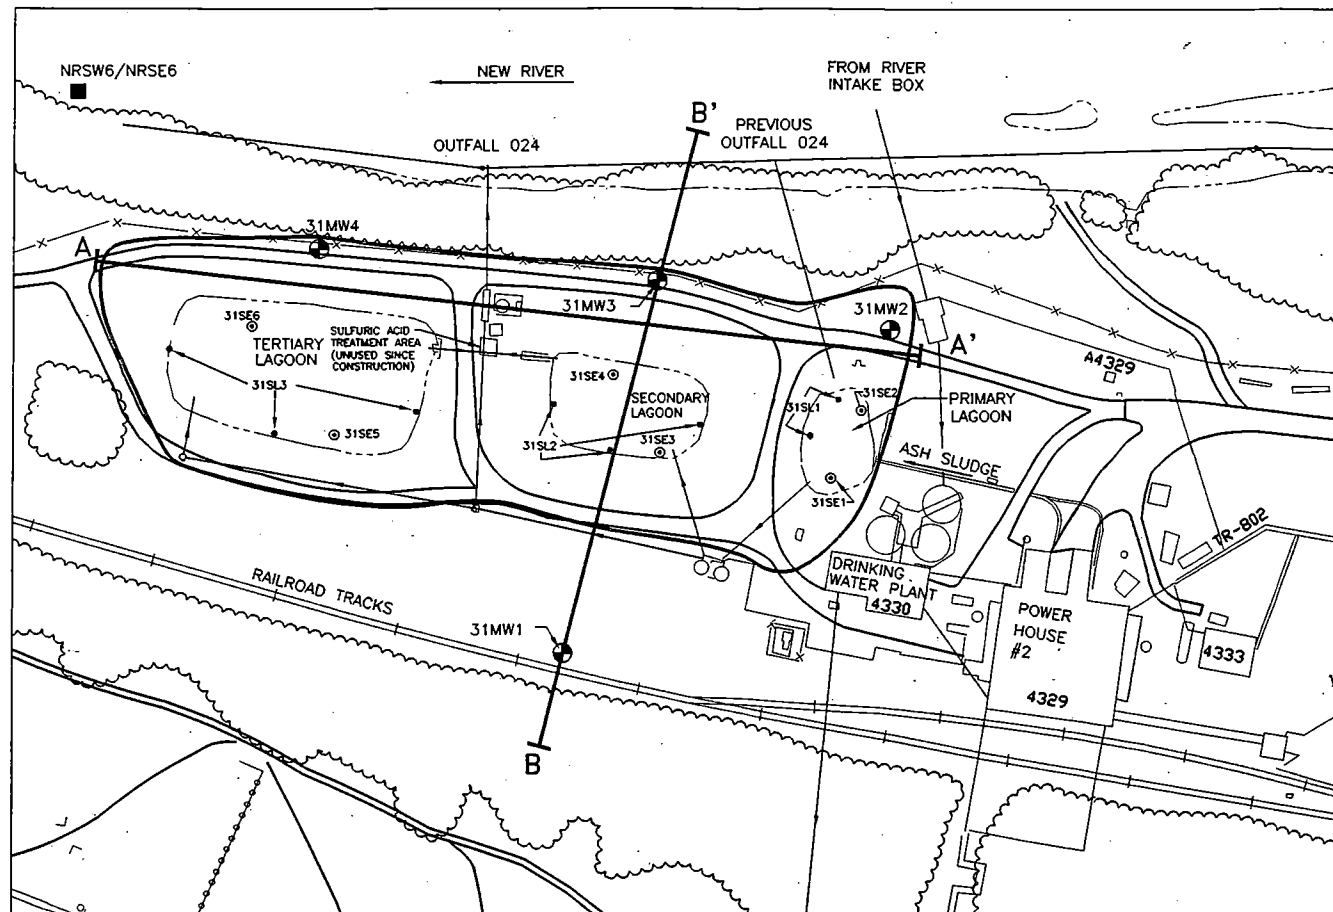 NRSW6/NRSE6
NEW RIVER
FROM RIVER
INTAKE BOX
B'
PREVIOUS
OUTFALL 024
OUTFALL 024
31MW4
A
31MW3
31MW2
A'
A4329
31SE6
TERTIARY
LAGOON
SULFURIC ACID
TREATMENT AREA
(UNUSED SINCE
CONSTRUCTION)
31SL3
31SE5
31SE4
SECONDARY
LAGOON
31SL2
31SE3
31SL1
31SE2
PRIMARY
LAGOON
31SE1
ASH SLUDGE
TR-802
DRINKING
WATER PLANT
4330
RAILROAD TRACKS
31MW1
POWER
HOUSE
#2
4329
4333
B